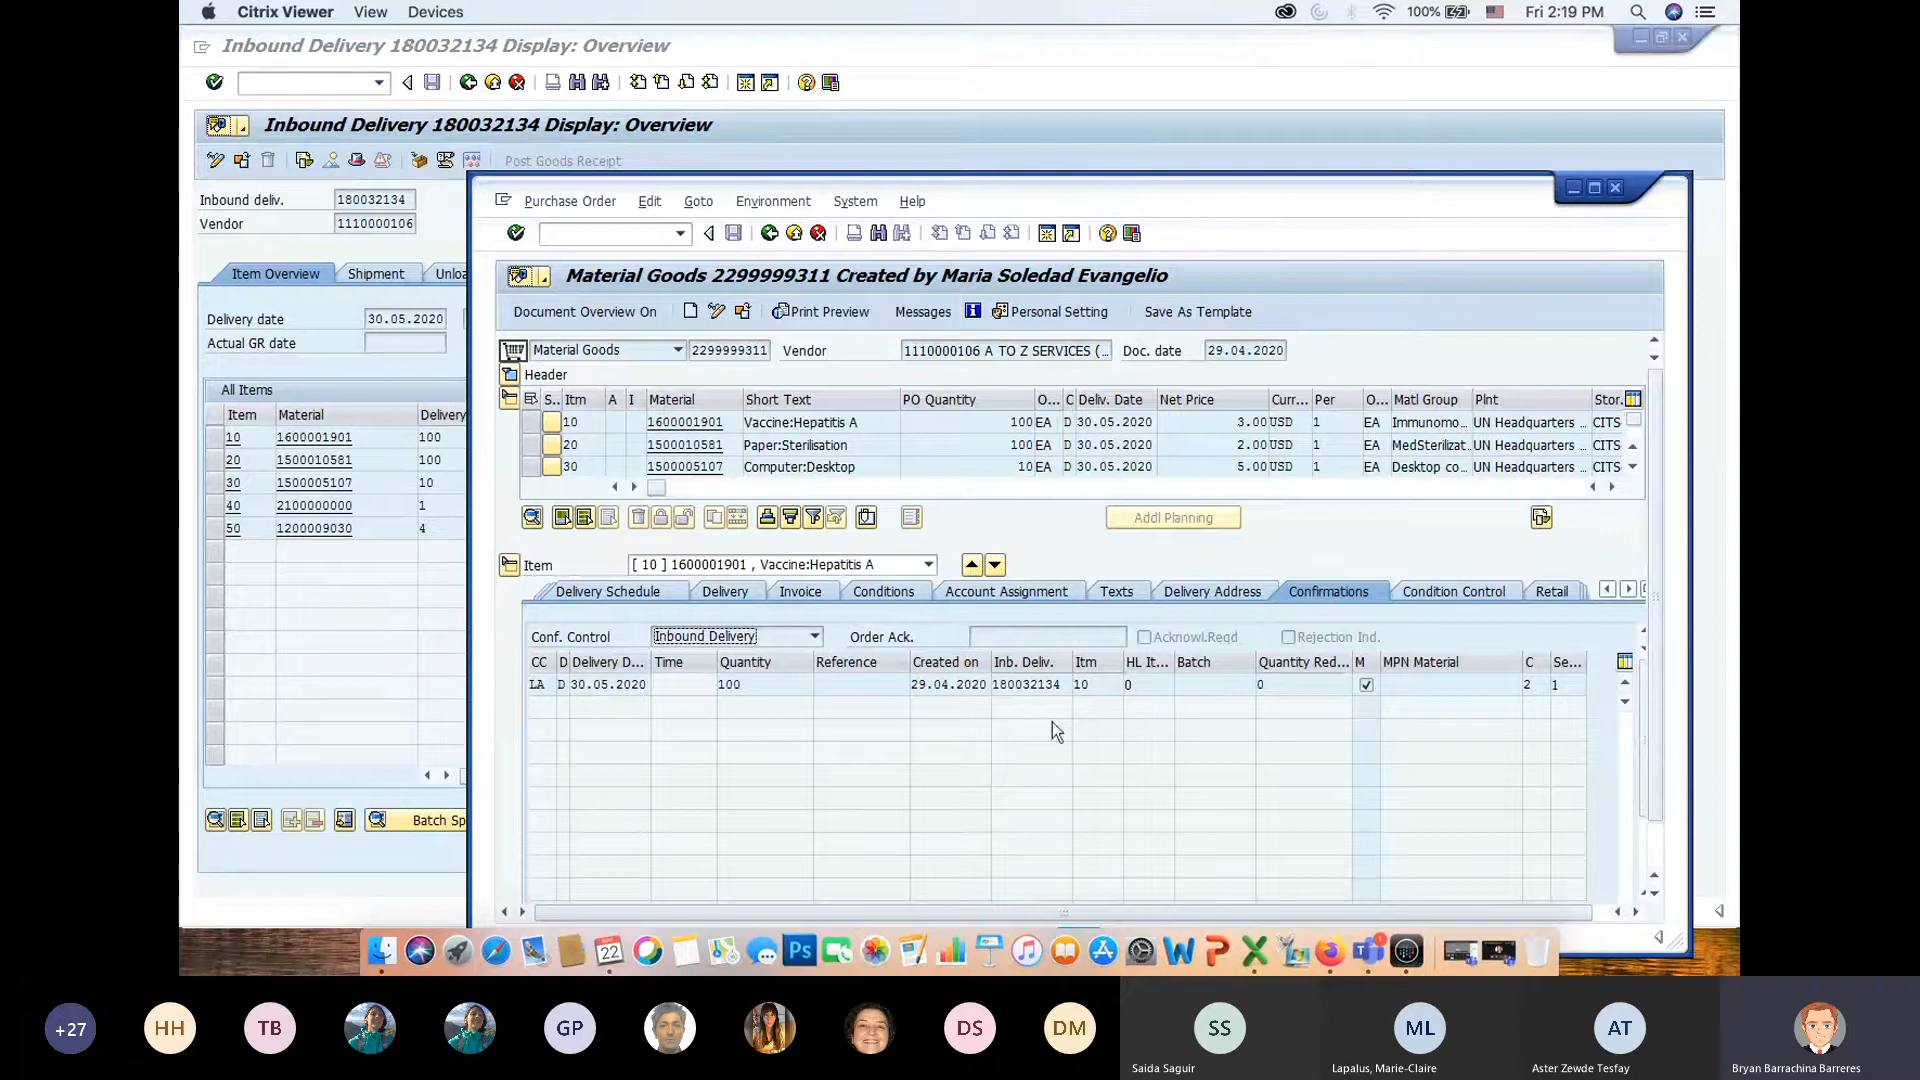 Citrix Viewer View Devices 100% Fri 2:19 PM
Inbound Delivery 180032134 Display: Overview
Inbound Delivery 180032134 Display: Overview
Post Goods Receipt
Inbound deliv. 180032134
Vendor 1110000106
Item Overview Shipment Unloa
Delivery date 30.05.2020
Actual GR date
All Items
Item Material Delivery
10 1600001901 100
20 1500010581 100
30 1500005107 10
40 2100000000 1
50 1200009030 4
Batch Sp
Purchase Order Edit Goto Environment System Help
Material Goods 2299999311 Created by Maria Soledad Evangelio
Document Overview On Print Preview Messages Personal Setting Save As Template
Material Goods 2299999311 Vendor 1110000106 A TO Z SERVICES (... Doc. date 29.04.2020
Header
S.. Itm A I Material Short Text PO Quantity O... C Deliv. Date Net Price Curr... Per O... Matl Group Plnt Stor.
10 1600001901 Vaccine:Hepatitis A 100 EA D 30.05.2020 3.00 USD 1 EA Immunomo... UN Headquarters ... CITS
20 1500010581 Paper:Sterilisation 100 EA D 30.05.2020 2.00 USD 1 EA MedSterilizat... UN Headquarters ... CITS
30 1500005107 Computer:Desktop 10 EA D 30.05.2020 5.00 USD 1 EA Desktop co... UN Headquarters ... CITS
Addl Planning
Item [ 10 ] 1600001901 , Vaccine:Hepatitis A
Delivery Schedule Delivery Invoice Conditions Account Assignment Texts Delivery Address Confirmations Condition Control Retail
Conf. Control Inbound Delivery Order Ack. Acknowl.Reqd Rejection Ind.
CC D Delivery D... Time Quantity Reference Created on Inb. Deliv. Itm HL It... Batch Quantity Red... M MPN Material C Se...
LA D 30.05.2020 100 29.04.2020 180032134 10 0 0 2 1
22 Ps
+27 HH TB GP DS DM SS ML AT
Saida Saguir Lapalus, Marie-Claire Aster Zewde Tesfay Bryan Barrachina Barreres